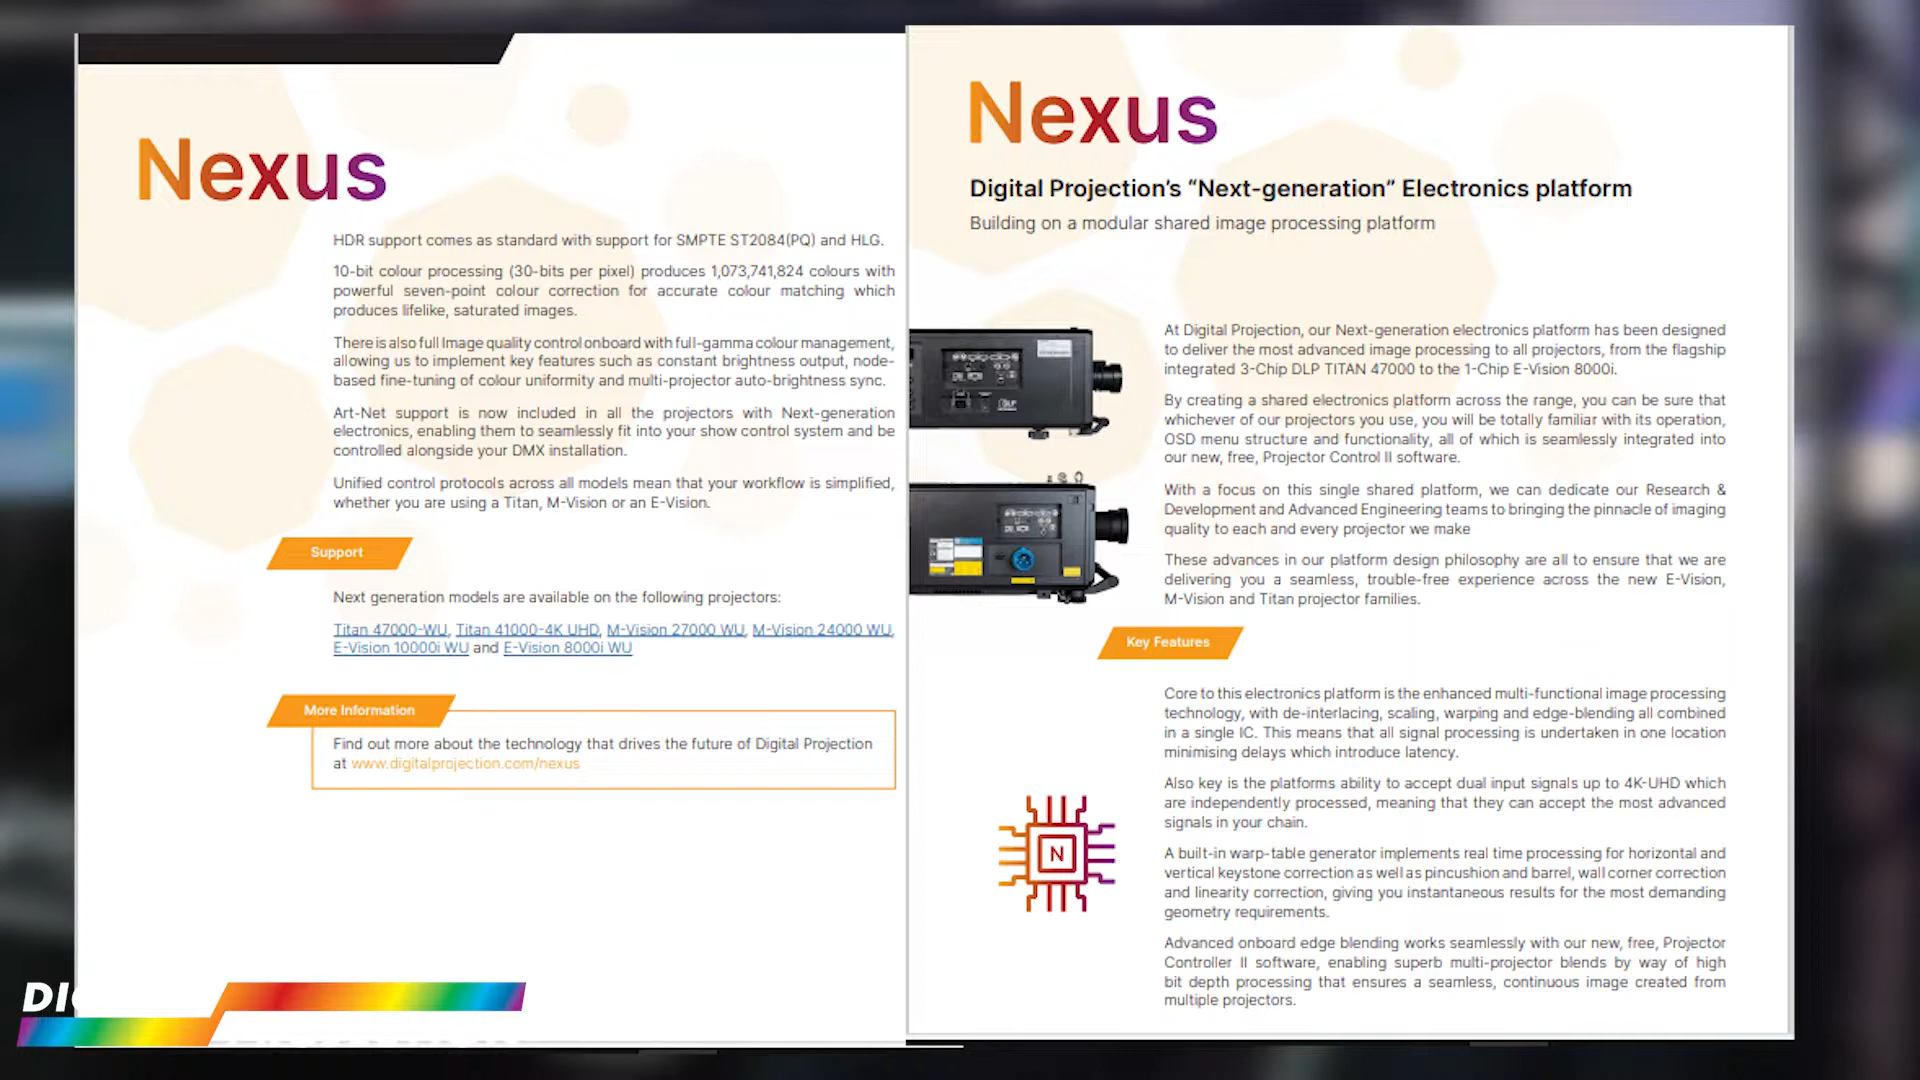 Nexus
HDR support comes as standard with support for SMPTE ST2084(PQ) and HLG.
10-bit colour processing (30-bits per pixel) produces 1,073,741,824 colours with
powerful seven-point colour correction for accurate colour matching which
produces lifelike, saturated images.
There is also full Image quality control onboard with full-gamma colour management,
allowing us to implement key features such as constant brightness output, node-
based fine-tuning of colour uniformity and multi-projector auto-brightness sync.
Art-Net support is now included in all the projectors with Next-generation
electronics, enabling them to seamlessly fit into your show control system and be
controlled alongside your DMX installation.
Unified control protocols across all models mean that your workflow is simplified,
whether you are using a Titan, M-Vision or an E-Vision.
Support
Next generation models are available on the following projectors:
Titan 47000-WU, Titan 41000-4K UHD, M-Vision 27000 WU, M-Vision 24000 WU,
E-Vision 10000i WU and E-Vision 8000i WU
More Information
Find out more about the technology that drives the future of Digital Projection
at www.digitalprojection.com/nexus
DIG
Nexus
Digital Projection’s “Next-generation” Electronics platform
Building on a modular shared image processing platform
At Digital Projection, our Next-generation electronics platform has been designed
to deliver the most advanced image processing to all projectors, from the flagship
integrated 3-Chip DLP TITAN 47000 to the 1-Chip E-Vision 8000i.
By creating a shared electronics platform across the range, you can be sure that
whichever of our projectors you use, you will be totally familiar with its operation,
OSD menu structure and functionality, all of which is seamlessly integrated into
our new, free, Projector Control II software.
With a focus on this single shared platform, we can dedicate our Research &
Development and Advanced Engineering teams to bringing the pinnacle of imaging
quality to each and every projector we make
These advances in our platform design philosophy are all to ensure that we are
delivering you a seamless, trouble-free experience across the new E-Vision,
M-Vision and Titan projector families.
Key Features
Core to this electronics platform is the enhanced multi-functional image processing
technology, with de-interlacing, scaling, warping and edge-blending all combined
in a single IC. This means that all signal processing is undertaken in one location
minimising delays which introduce latency.
Also key is the platforms ability to accept dual input signals up to 4K-UHD which
are independently processed, meaning that they can accept the most advanced
signals in your chain.
N
A built-in warp-table generator implements real time processing for horizontal and
vertical keystone correction as well as pincushion and barrel, wall corner correction
and linearity correction, giving you instantaneous results for the most demanding
geometry requirements.
Advanced onboard edge blending works seamlessly with our new, free, Projector
Controller II software, enabling superb multi-projector blends by way of high
bit depth processing that ensures a seamless, continuous image created from
multiple projectors.